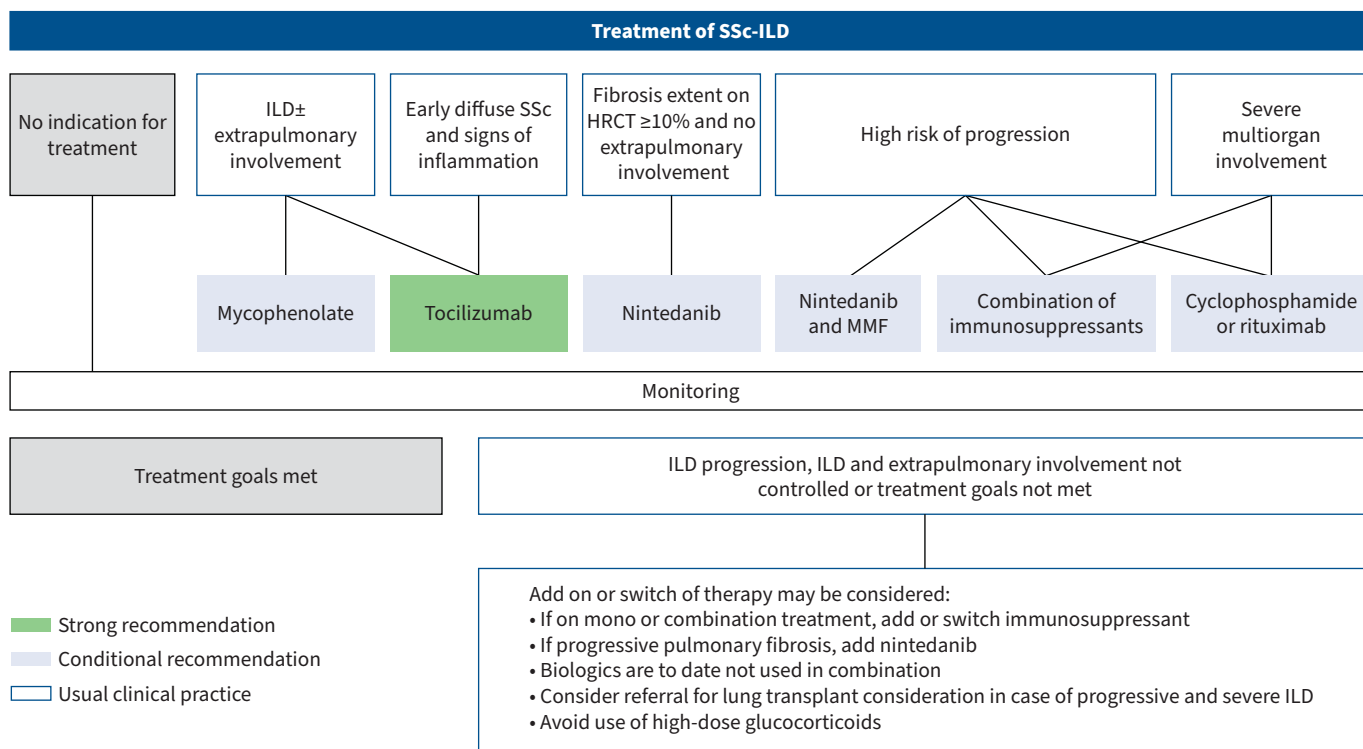 Treatment of SSc-ILD
No indication for
treatment
ILD±
extrapulmonary
involvement
Early diffuse SSc
and signs of
inflammation
Fibrosis extent on
HRCT ≥10% and no
extrapulmonary
involvement
High risk of progression
Severe
multiorgan
involvement
Mycophenolate
Tocilizumab
Nintedanib
Nintedanib
and MMF
Combination of
immunosuppressants
Cyclophosphamide
or rituximab
Monitoring
Treatment goals met
ILD progression, ILD and extrapulmonary involvement not
controlled or treatment goals not met
Add on or switch of therapy may be considered:
• If on mono or combination treatment, add or switch immunosuppressant
• If progressive pulmonary fibrosis, add nintedanib
• Biologics are to date not used in combination
• Consider referral for lung transplant consideration in case of progressive and severe ILD
• Avoid use of high-dose glucocorticoids
Strong recommendation
Conditional recommendation
Usual clinical practice